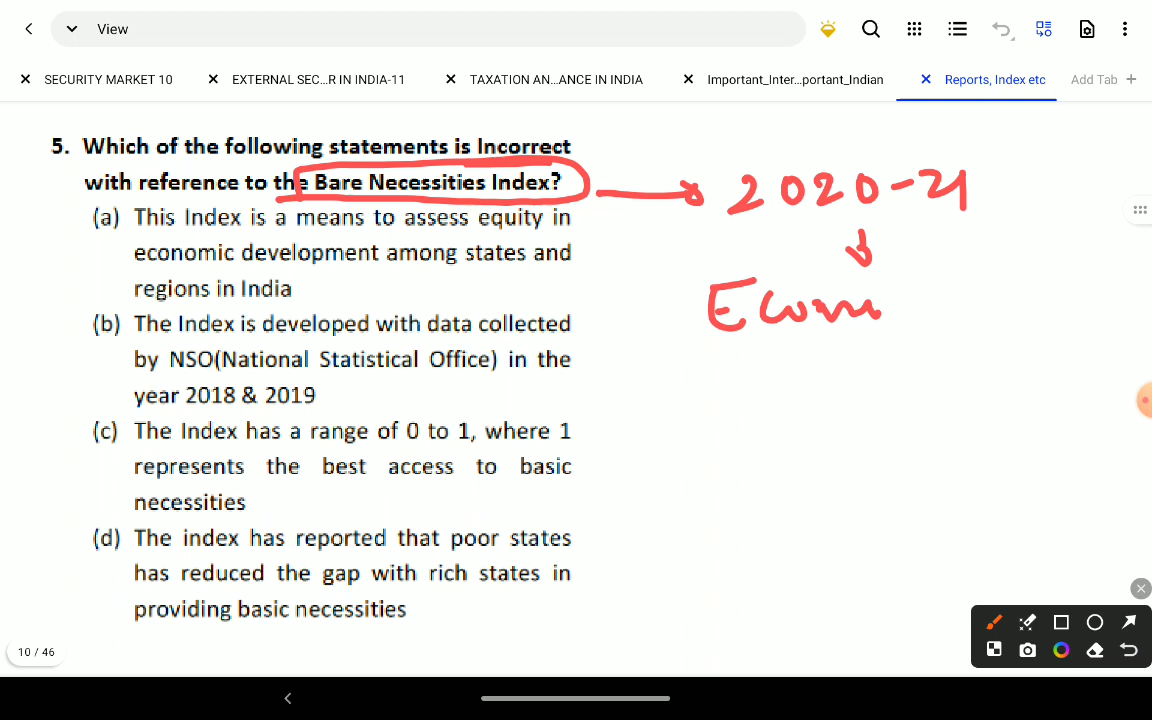 View
SECURITY MARKET 10
EXTERNAL SEC...R IN INDIA-11
TAXATION AN...ANCE IN INDIA
Important_Inter...portant_Indian
Reports, Index etc
Add Tab +
5. Which of the following statements is Incorrect
with reference to the Bare Necessities Index?
2020-21
(a) This Index is a means to assess equity in
economic development among states and
regions in India
Econ
(b) The Index is developed with data collected
by NSO(National Statistical Office) in the
year 2018 & 2019
(c) The Index has a range of 0 to 1, where 1
represents the best access to basic
necessities
(d) The index has reported that poor states
has reduced the gap with rich states in
providing basic necessities
10 / 46